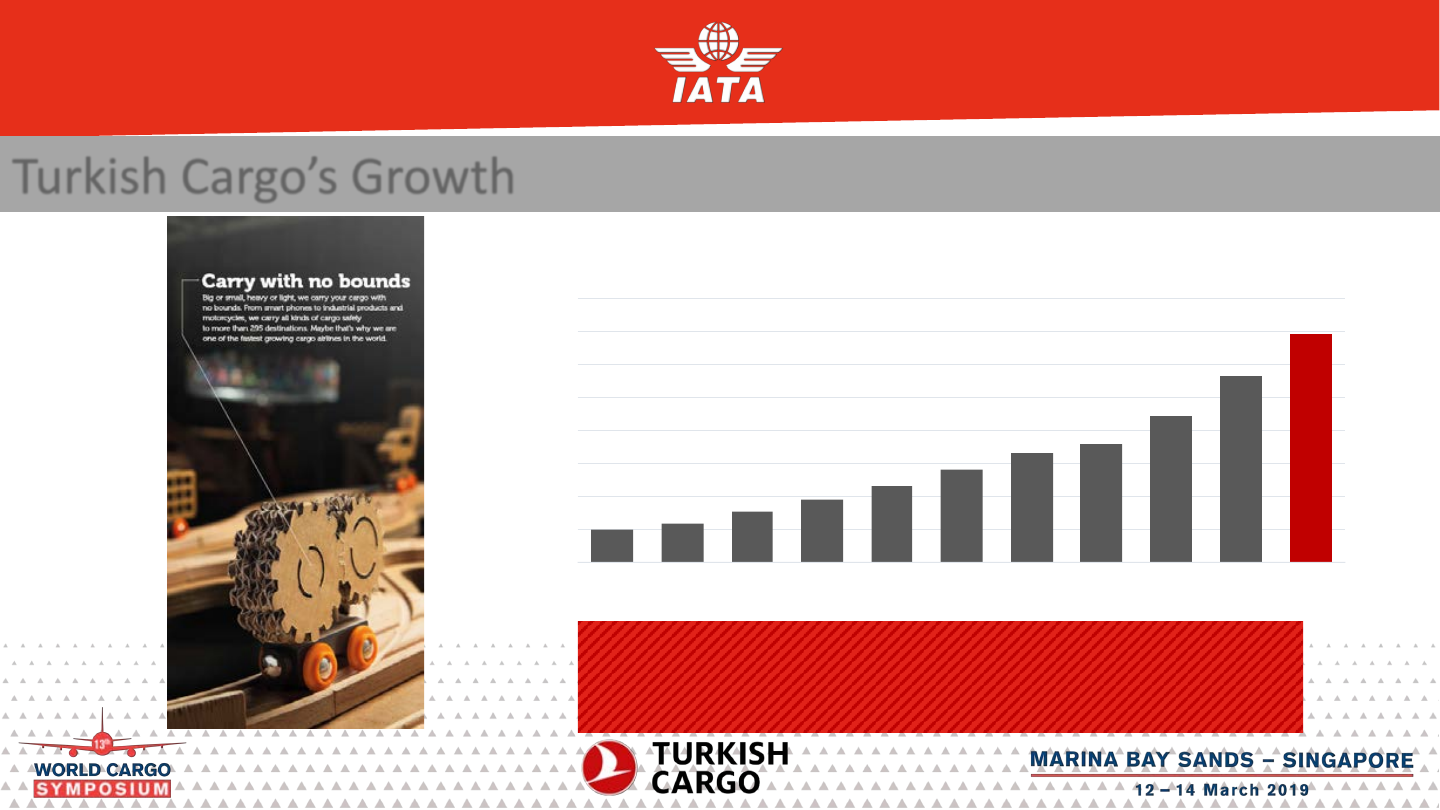 IATA
Turkish Cargo’s Growth
Carry with no bounds
Big or small, heavy or light, we carry your cargo with
no bounds. From smart phones to industrial products and
motorcycles, we carry all kinds of cargo safely
to more than 295 destinations. Maybe that's why we are
one of the fastest growing cargo airlines in the world.
13th
WORLD CARGO
SYMPOSIUM
TURKISH
CARGO
MARINA BAY SANDS – SINGAPORE
12 – 14 March 2019